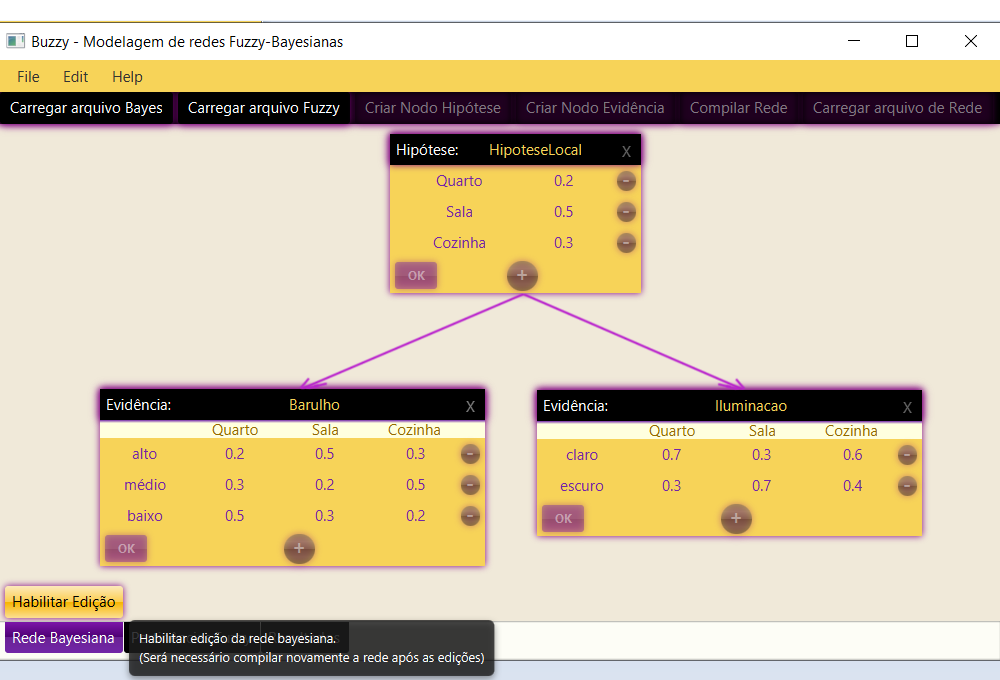 Buzzy - Modelagem de redes Fuzzy-Bayesianas
File Edit Help
Carregar arquivo Bayes Carregar arquivo Fuzzy Criar Nodo Hipótese Criar Nodo Evidência Compilar Rede Carregar arquivo de Rede
Hipótese: HipoteseLocal X
Quarto 0.2 -
Sala 0.5 -
Cozinha 0.3 -
OK +
Evidência: Barulho X
Quarto Sala Cozinha
alto 0.2 0.5 0.3 -
médio 0.3 0.2 0.5 -
baixo 0.5 0.3 0.2 -
OK +
Evidência: Iluminacao X
Quarto Sala Cozinha
claro 0.7 0.3 0.6 -
escuro 0.3 0.7 0.4 -
OK +
Habilitar Edição
Rede Bayesiana
Habilitar edição da rede bayesiana.
(Será necessário compilar novamente a rede após as edições)